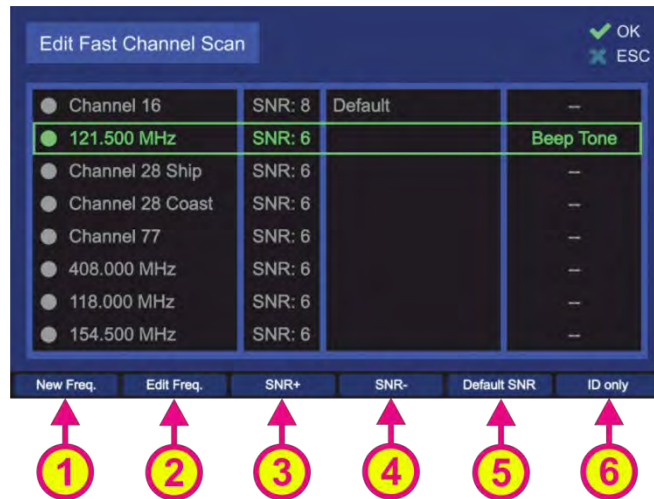 Edit Fast Channel Scan
OK
ESC
Channel 16 SNR: 8 Default --
121.500 MHz SNR: 6 Beep Tone
Channel 28 Ship SNR: 6 --
Channel 28 Coast SNR: 6 --
Channel 77 SNR: 6 --
408.000 MHz SNR: 6 --
118.000 MHz SNR: 6 --
154.500 MHz SNR: 6 --
New Freq. Edit Freq. SNR+ SNR- Default SNR ID only
1 2 3 4 5 6